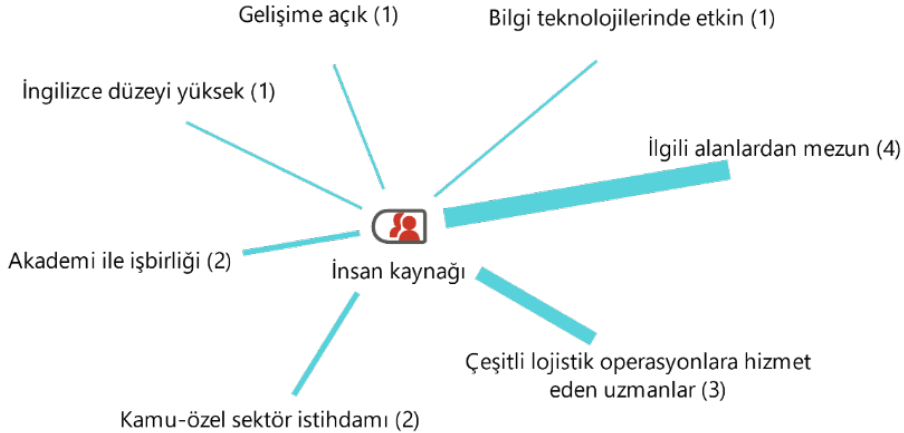 Gelişime açık (1)
Bilgi teknolojilerinde etkin (1)
İngilizce düzeyi yüksek (1)
İlgili alanlardan mezun (4)
Akademi ile işbirliği (2)
İnsan kaynağı
Çeşitli lojistik operasyonlara hizmet
eden uzmanlar (3)
Kamu-özel sektör istihdamı (2)